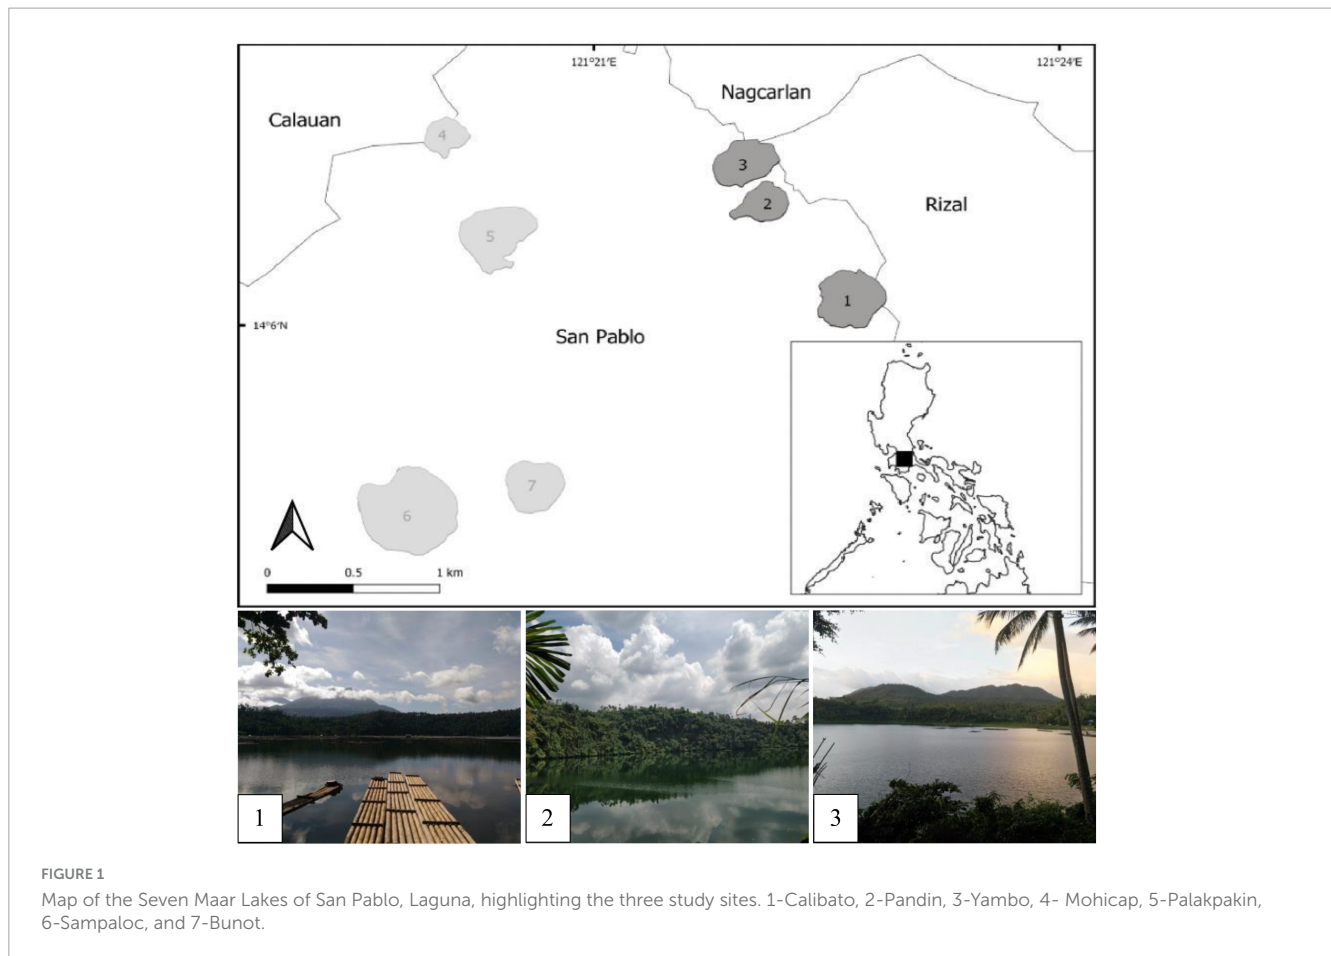 121°21'E
121°24'E
Nagcarlan
Calauan
4
3
Rizal
2
5
1
14°6'N
San Pablo
7
6
0 0.5 1 km
1
2
3
FIGURE 1
Map of the Seven Maar Lakes of San Pablo, Laguna, highlighting the three study sites. 1-Calibato, 2-Pandin, 3-Yambo, 4- Mohicap, 5-Palakpakin,
6-Sampaloc, and 7-Bunot.